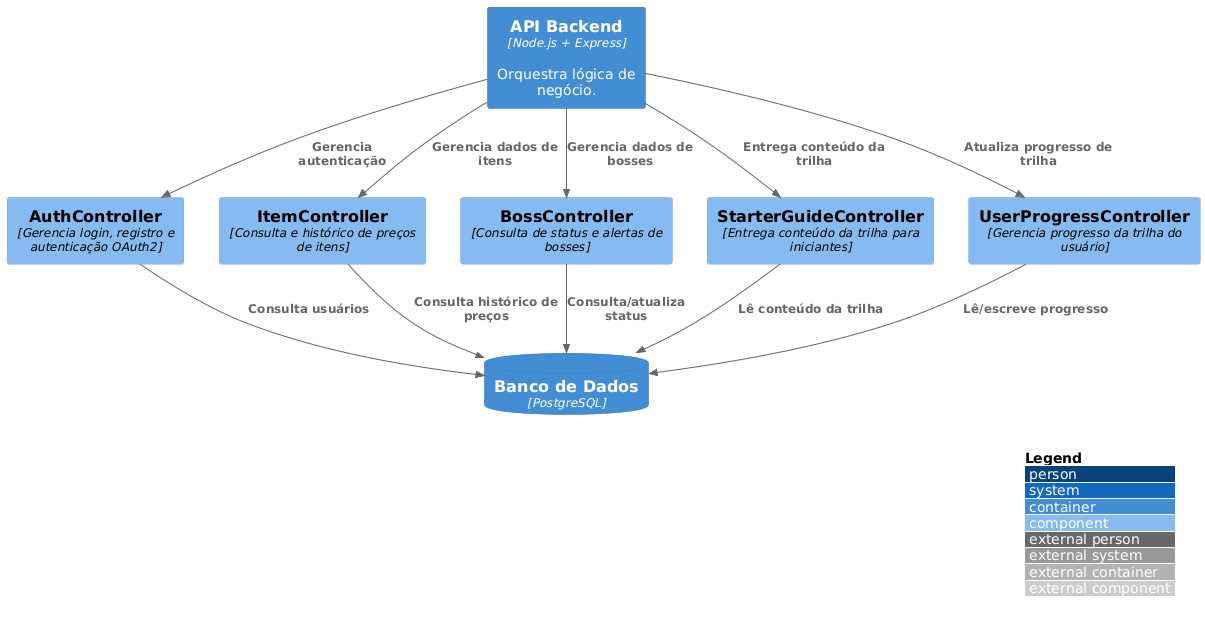 API Backend
[Node.js + Express]
Orquestra lógica de
negócio.
Gerencia
autenticação
Gerencia dados de
itens
Gerencia dados de
bosses
Entrega conteúdo da
trilha
Atualiza progresso de
trilha
AuthController
[Gerencia login, registro e
autenticação OAuth2]
ItemController
[Consulta e histórico de preços
de itens]
BossController
[Consulta de status e alertas de
bosses]
StarterGuideController
[Entrega conteúdo da trilha para
iniciantes]
UserProgressController
[Gerencia progresso da trilha do
usuário]
Consulta usuários
Consulta histórico de
preços
Consulta/atualiza
status
Lê conteúdo da trilha
Lê/escreve progresso
Banco de Dados
[PostgreSQL]
Legend
person
system
container
component
external person
external system
external container
external component